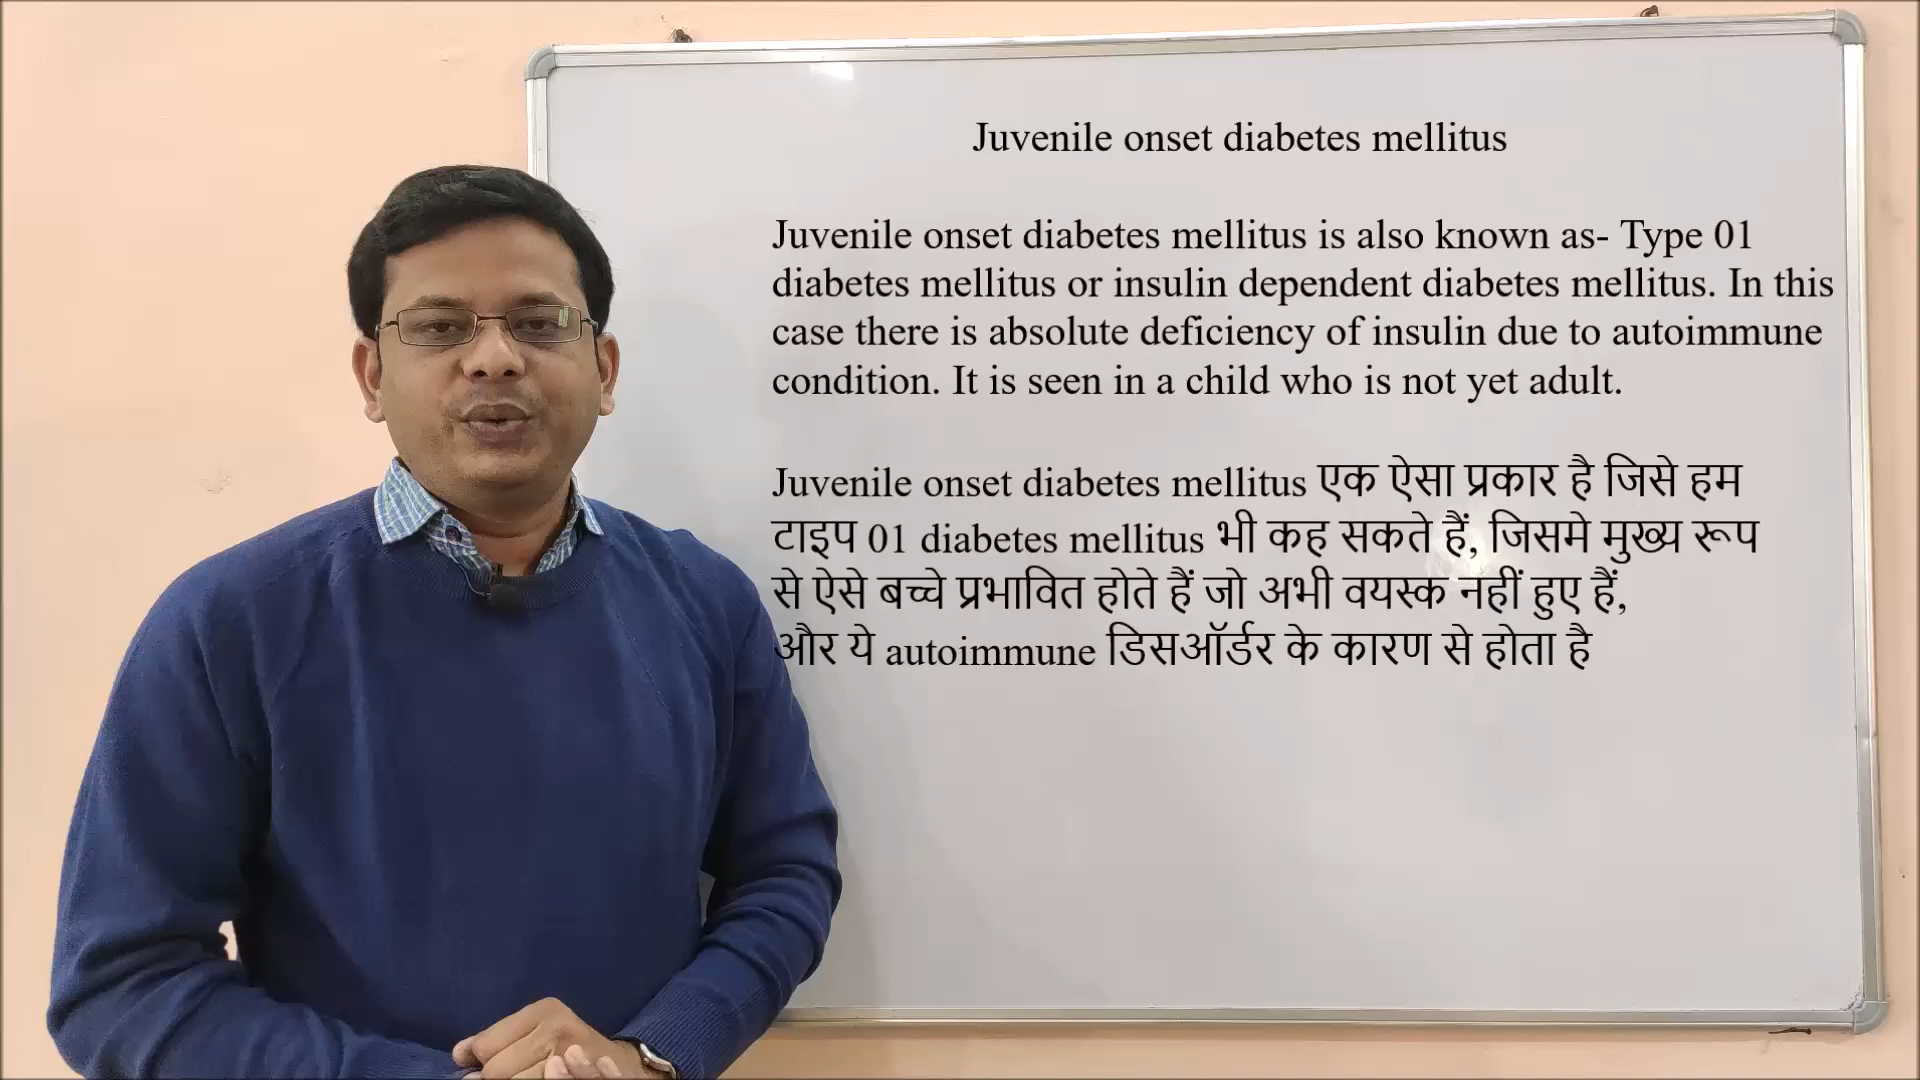 Juvenile onset diabetes mellitus
Juvenile onset diabetes mellitus is also known as- Type 01
diabetes mellitus or insulin dependent diabetes mellitus. In this
case there is absolute deficiency of insulin due to autoimmune
condition. It is seen in a child who is not yet adult.
Juvenile onset diabetes mellitus एक ऐसा प्रकार है जिसे हम
टाइप 01 diabetes mellitus भी कह सकते हैं, जिसमे मुख्य रूप
से ऐसे बच्चे प्रभावित होते हैं जो अभी वयस्क नहीं हुए हैं,
और ये autoimmune डिसऑर्डर के कारण से होता है